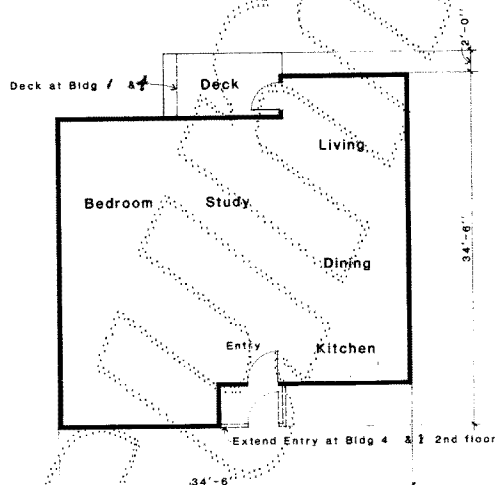 2'-0"
Deck at Bldg 1 &
Deck
Living
Bedroom
Study
34'-6"
Dining
Entry
Kitchen
Extend Entry at Bldg 4 & 1 2nd floor
34'-6"